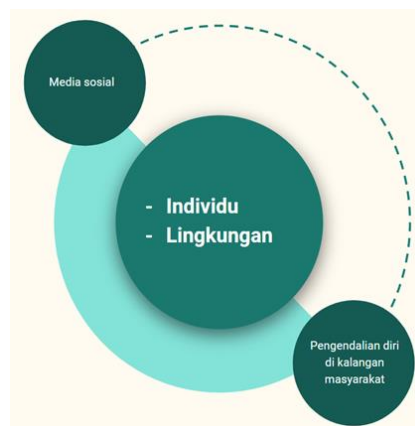 Media sosial
- Individu
- Lingkungan
Pengendalian diri
di kalangan
masyarakat